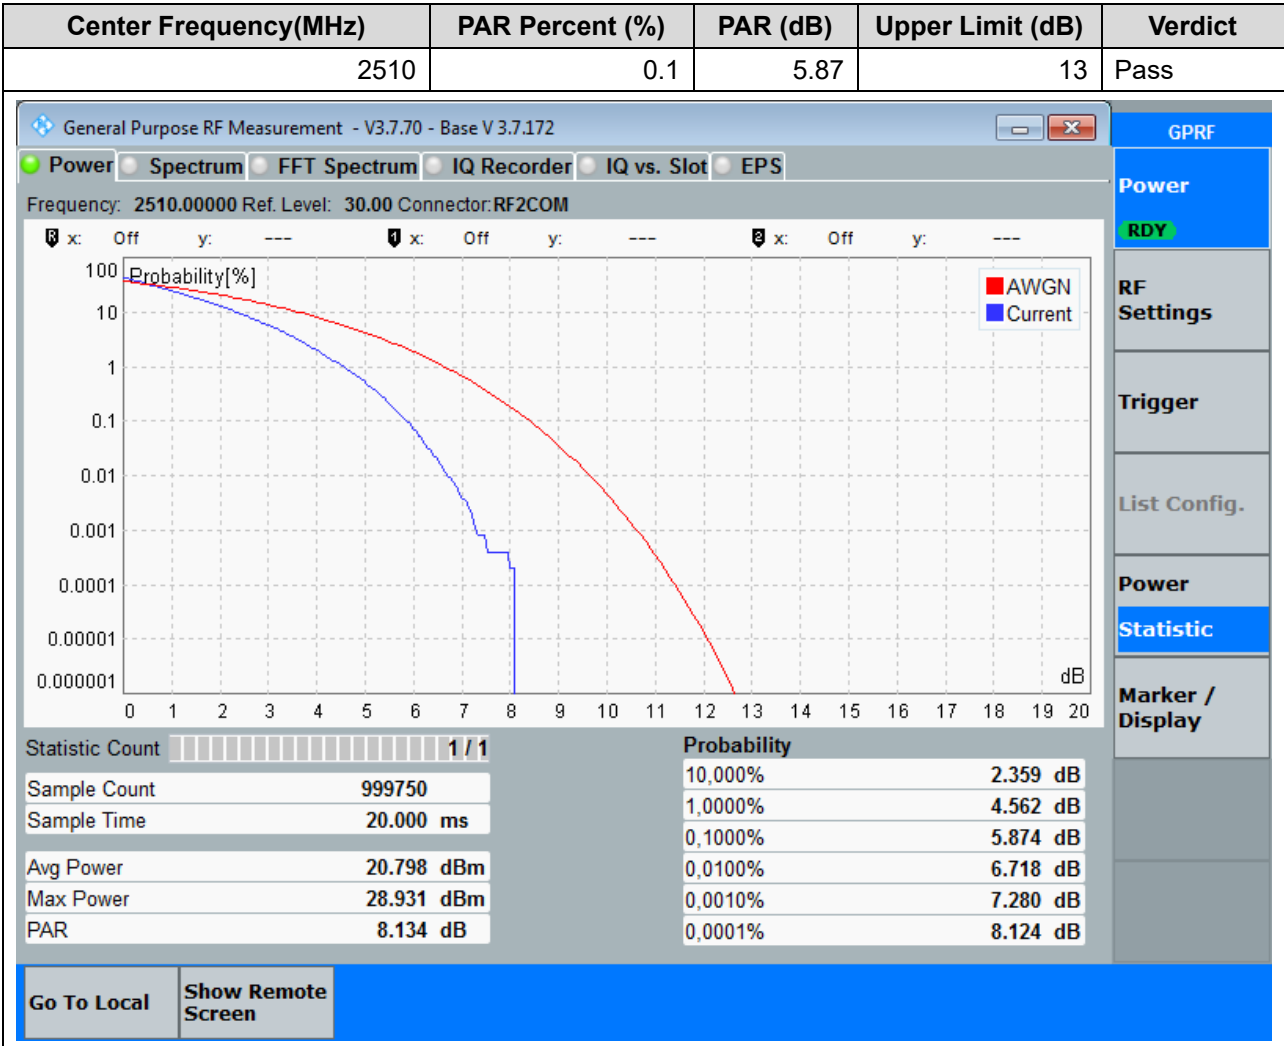 Center Frequency(MHz) PAR Percent (%) PAR (dB) Upper Limit (dB) Verdict
2510 0.1 5.87 13 Pass
General Purpose RF Measurement - V3.7.70 - Base V 3.7.172
GPRF
Power Spectrum FFT Spectrum IQ Recorder IQ vs. Slot EPS
Frequency: 2510.00000 Ref. Level: 30.00 Connector:RF2COM
R x: Off y: --- 1 x: Off y: --- 2 x: Off y: ---
Probability[%]
AWGN
Current
100
10
1
0.1
0.01
0.001
0.0001
0.00001
0.000001
dB
0 1 2 3 4 5 6 7 8 9 10 11 12 13 14 15 16 17 18 19 20
Statistic Count 1 / 1
Sample Count 999750
Sample Time 20.000 ms
Avg Power 20.798 dBm
Max Power 28.931 dBm
PAR 8.134 dB
Probability
10,000% 2.359 dB
1,0000% 4.562 dB
0,1000% 5.874 dB
0,0100% 6.718 dB
0,0010% 7.280 dB
0,0001% 8.124 dB
Power
RDY
RF
Settings
Trigger
List Config.
Power
Statistic
Marker /
Display
Go To Local
Show Remote
Screen